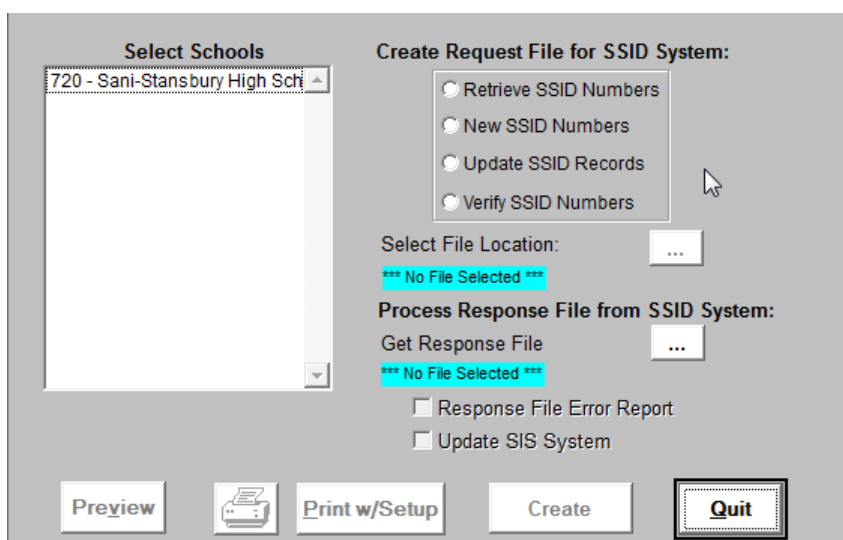 Select Schools
720 - Sani-Stansbury High Sch
Create Request File for SSID System:
Retrieve SSID Numbers
New SSID Numbers
Update SSID Records
Verify SSID Numbers
Select File Location:
...
*** No File Selected ***
Process Response File from SSID System:
Get Response File
...
*** No File Selected ***
Response File Error Report
Update SIS System
Preview
Print w/Setup
Create
Quit